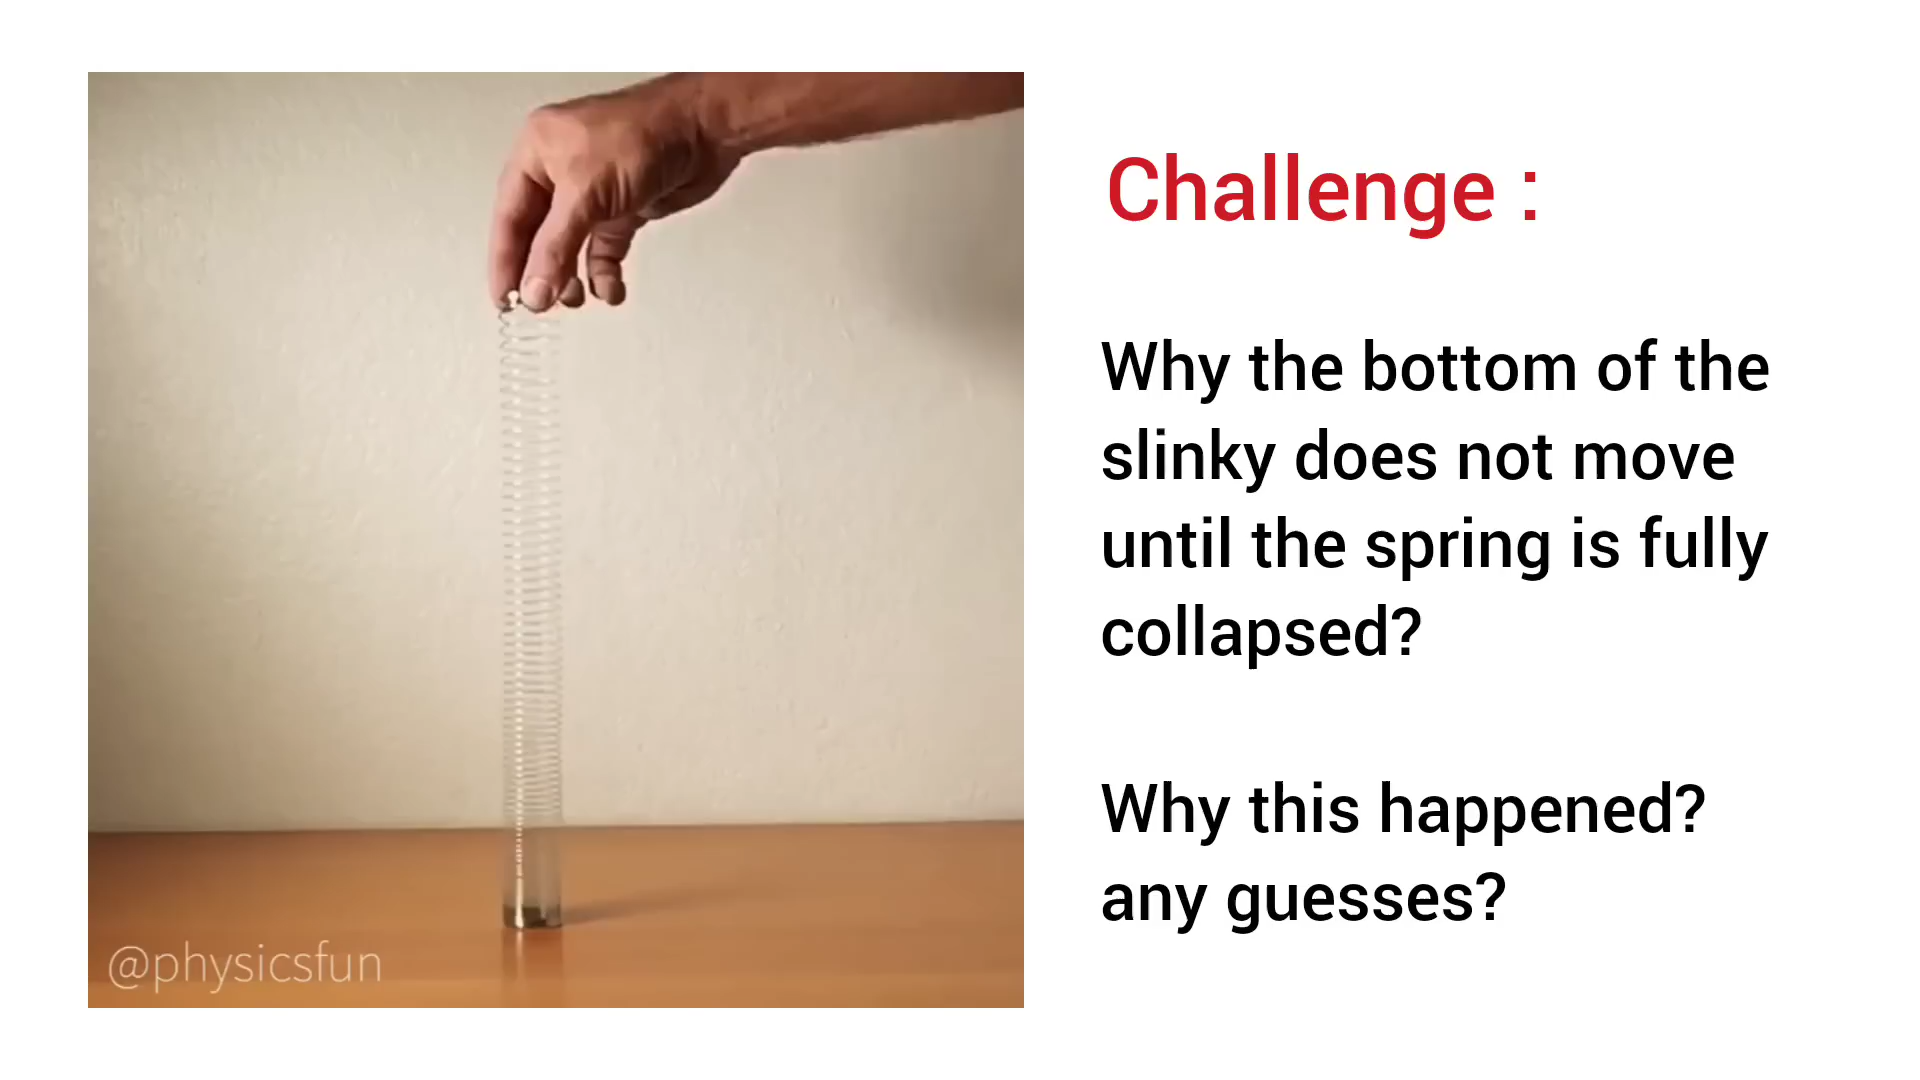 Challenge :
Why the bottom of the
slinky does not move
until the spring is fully
collapsed?
Why this happened?
any guesses?
@physicsfun